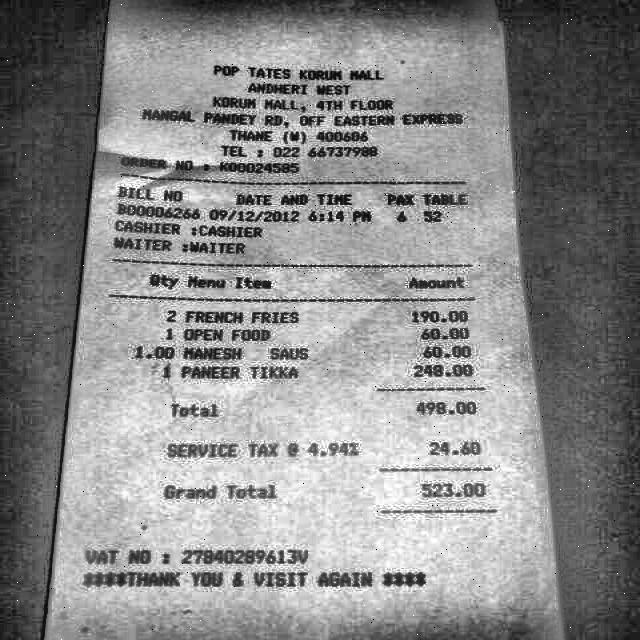 POP TATES KORUM MALL
ANDHERI WEST
KORUM MALL, 4TH FLOOR
MANGAL PANDEY RD, OFF EASTERN EXPRESS
THANE (W) 400606
TEL : 022 66737988
ORDER NO : K00024585
BILL NO DATE AND TIME PAX TABLE
B00006266 09/12/2012 6:14 PM 6 52
CASHIER :CASHIER
WAITER :WAITER
Qty Menu Item Amount
2 FRENCH FRIES 190.00
1 OPEN FOOD 60.00
1.00 MANESH SAUS 60.00
1 PANEER TIKKA 248.00
Total 498.00
SERVICE TAX @ 4.94% 24.60
Grand Total 523.00
VAT NO : 27840289613V
****THANK YOU & VISIT AGAIN ****